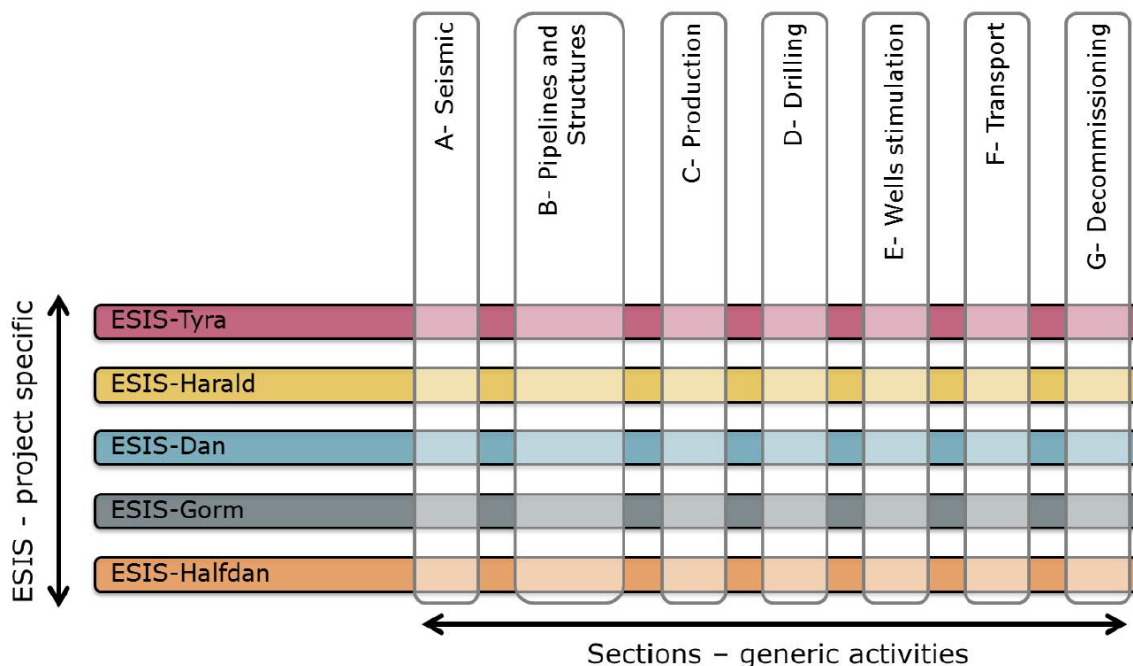 A- Seismic
B- Pipelines and
Structures
C- Production
D- Drilling
E- Wells stimulation
F- Transport
G- Decommissioning
ESIS - project specific
ESIS-Tyra
ESIS-Harald
ESIS-Dan
ESIS-Gorm
ESIS-Halfdan
Sections – generic activities